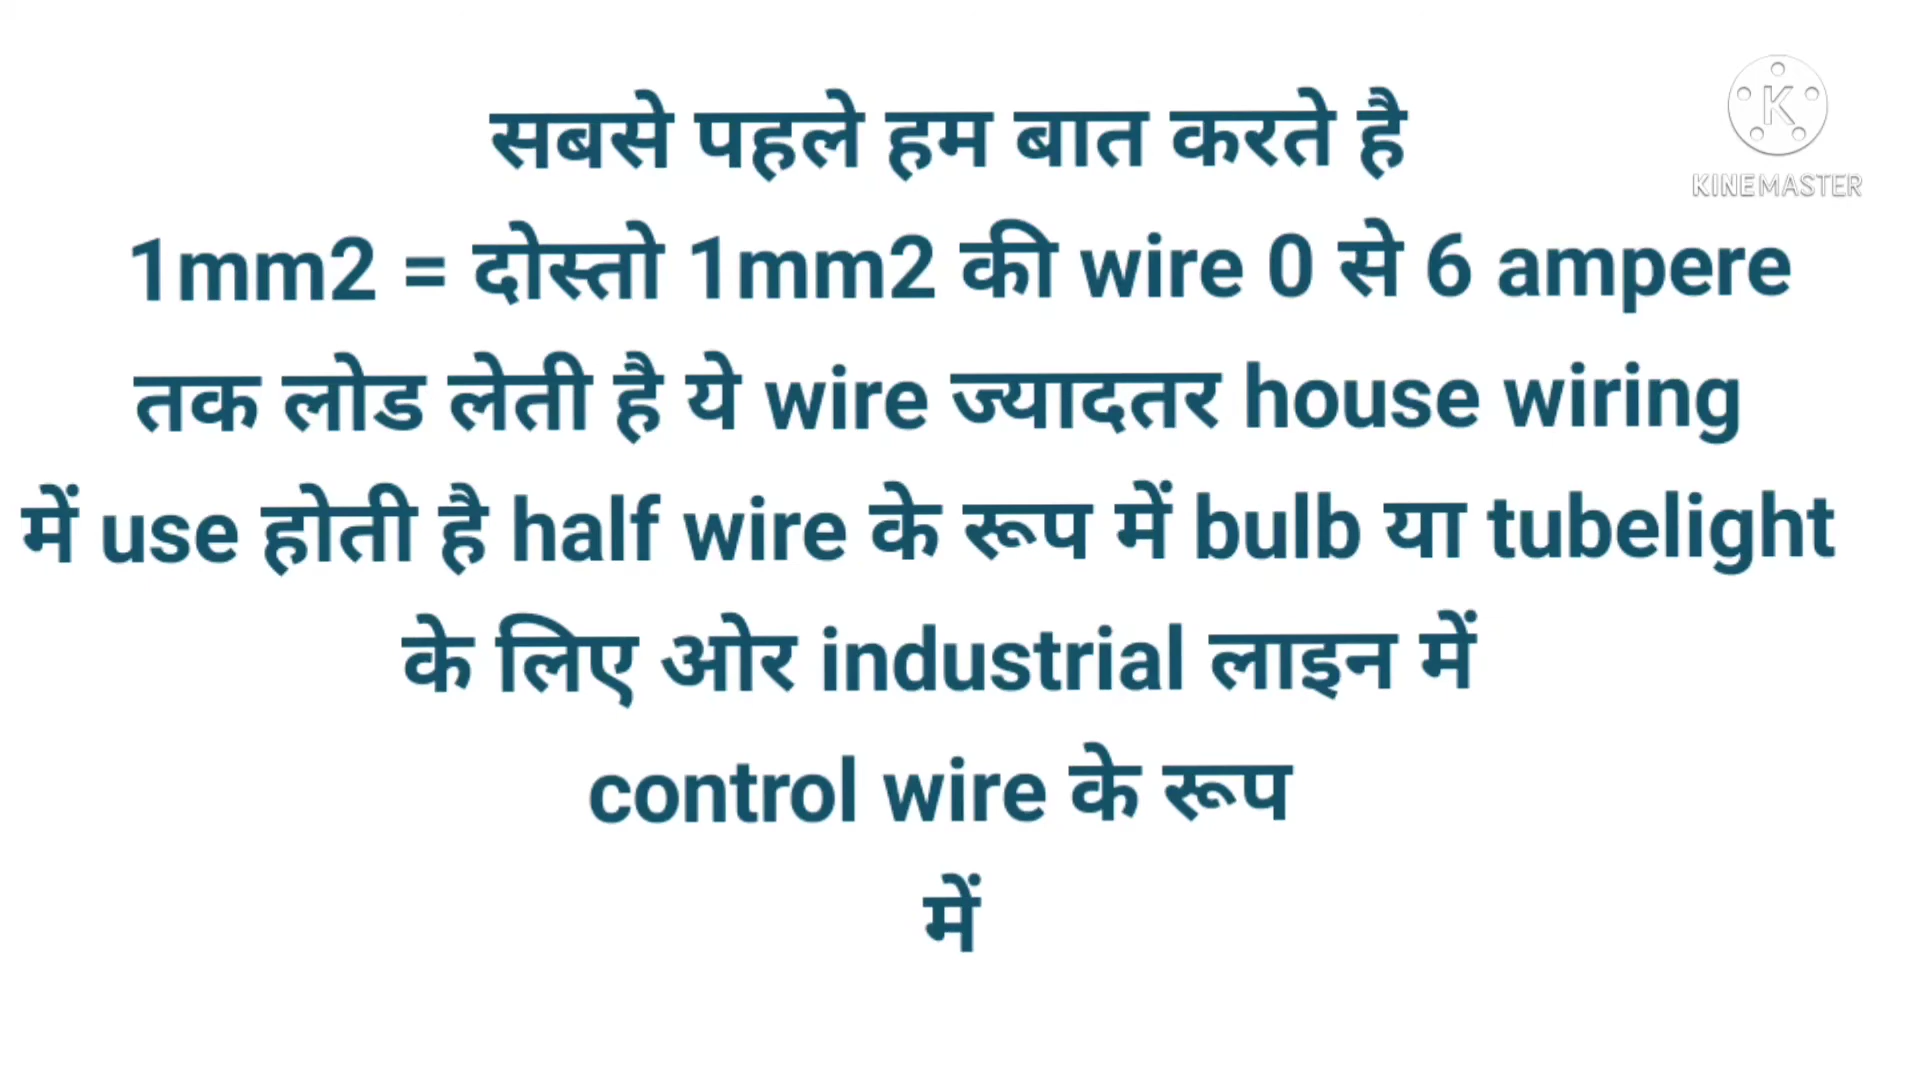 सबसे पहले हम बात करते है
K
KINEMASTER
1mm2 = दोस्तो 1mm2 की wire 0 से 6 ampere
तक लोड लेती है ये wire ज्यादतर house wiring
में use होती है half wire के रूप में bulb या tubelight
के लिए ओर industrial लाइन में
control wire के रूप
में